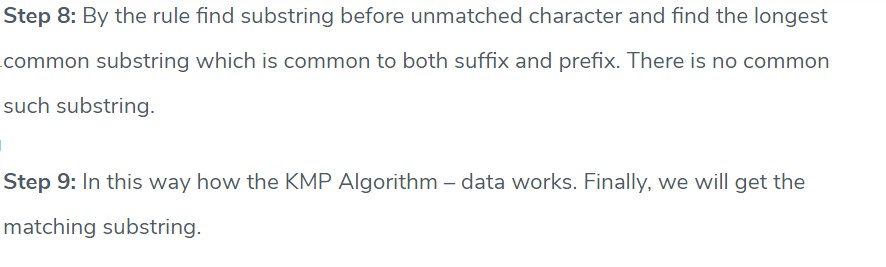 Step 8: By the rule find substring before unmatched character and find the longest
common substring which is common to both suffix and prefix. There is no common
such substring.
Step 9: In this way how the KMP Algorithm – data works. Finally, we will get the
matching substring.